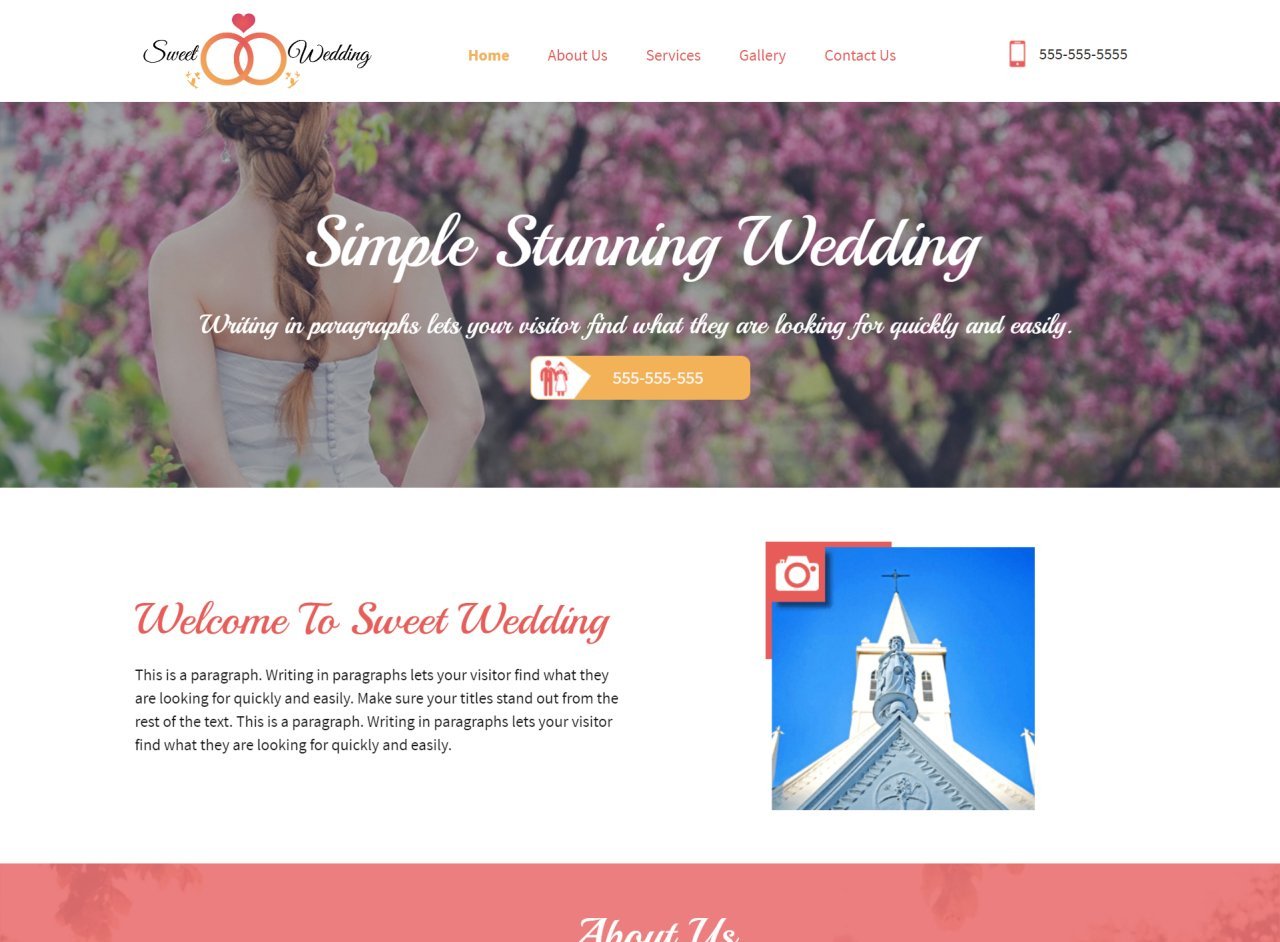 Sweet Wedding
Home
About Us
Services
Gallery
Contact Us
555-555-5555
Simple Stunning Wedding
Writing in paragraphs lets your visitor find what they are looking for quickly and easily.
555-555-555
Welcome To Sweet Wedding
This is a paragraph. Writing in paragraphs lets your visitor find what they
are looking for quickly and easily. Make sure your titles stand out from the
rest of the text. This is a paragraph. Writing in paragraphs lets your visitor
find what they are looking for quickly and easily.
About Us